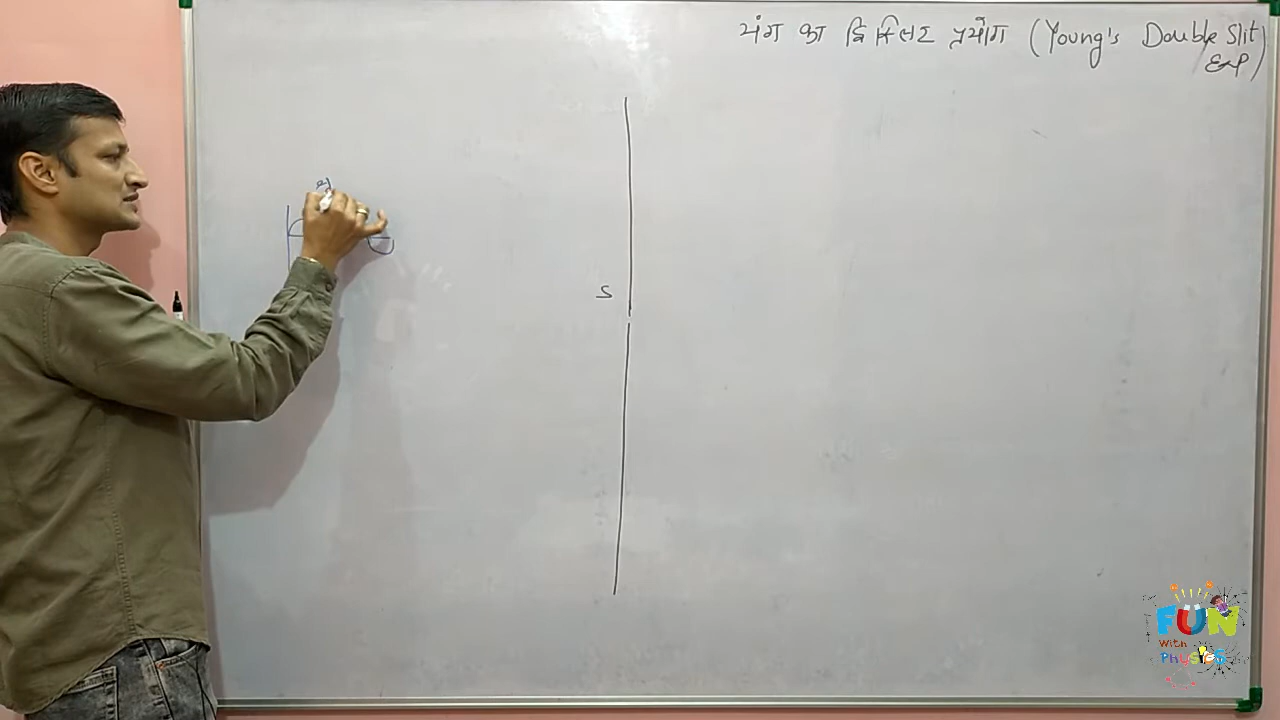 यंग का द्वि स्लिट प्रयोग (Young's Double Slit
Exp)
S
FUN
With
Physics